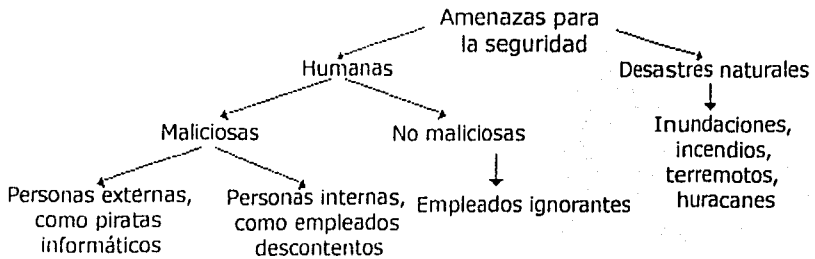 Amenazas para
la seguridad
Humanas
Desastres naturales
Maliciosas
No maliciosas
Inundaciones,
incendios,
terremotos,
huracanes
Personas externas,
como piratas
informáticos
Personas internas,
como empleados
descontentos
Empleados ignorantes